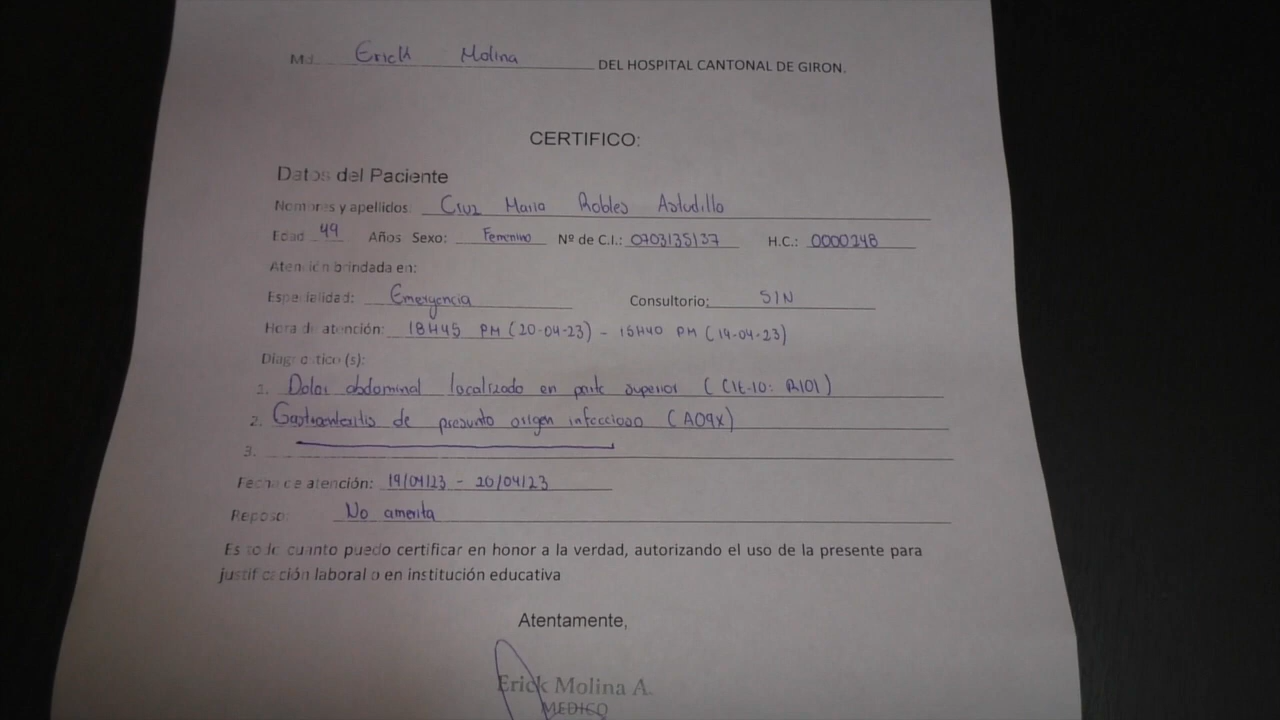 Md. Erick Molina DEL HOSPITAL CANTONAL DE GIRON.
CERTIFICO:
Datos del Paciente
Nombres y apellidos: Cruz Maria Robles Astudillo
Edad 49 Años Sexo: Femenino Nº de C.I.: 0703135137 H.C.: 0000248
Atención brindada en:
Especialidad: Emergencia Consultorio: S/N
Hora de atención: 18H45 PM (20-04-23) - 15H40 PM (19-04-23)
Diagnostico (s):
1. Dolor abdominal localizado en parte superior (CIE-10: R101)
2. Gastroenteritis de presunto origen infeccioso (A09X)
3.
Fecha de atención: 19/04/23 - 20/04/23
Reposo: No amerita
Es todo cuanto puedo certificar en honor a la verdad, autorizando el uso de la presente para
justificación laboral o en institución educativa
Atentamente,
Erick Molina A.
MEDICO